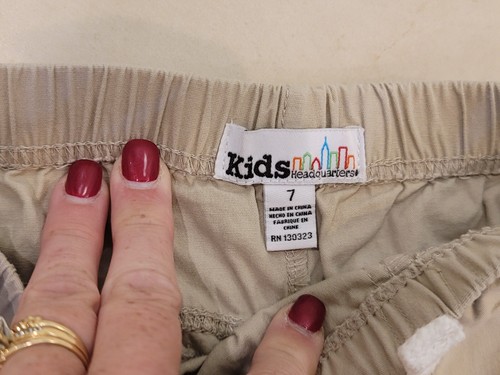 Kids
Headquarters
7
MADE IN CHINA
HECHO EN CHINA
FABRIQUE EN
CHINE
RN 130323